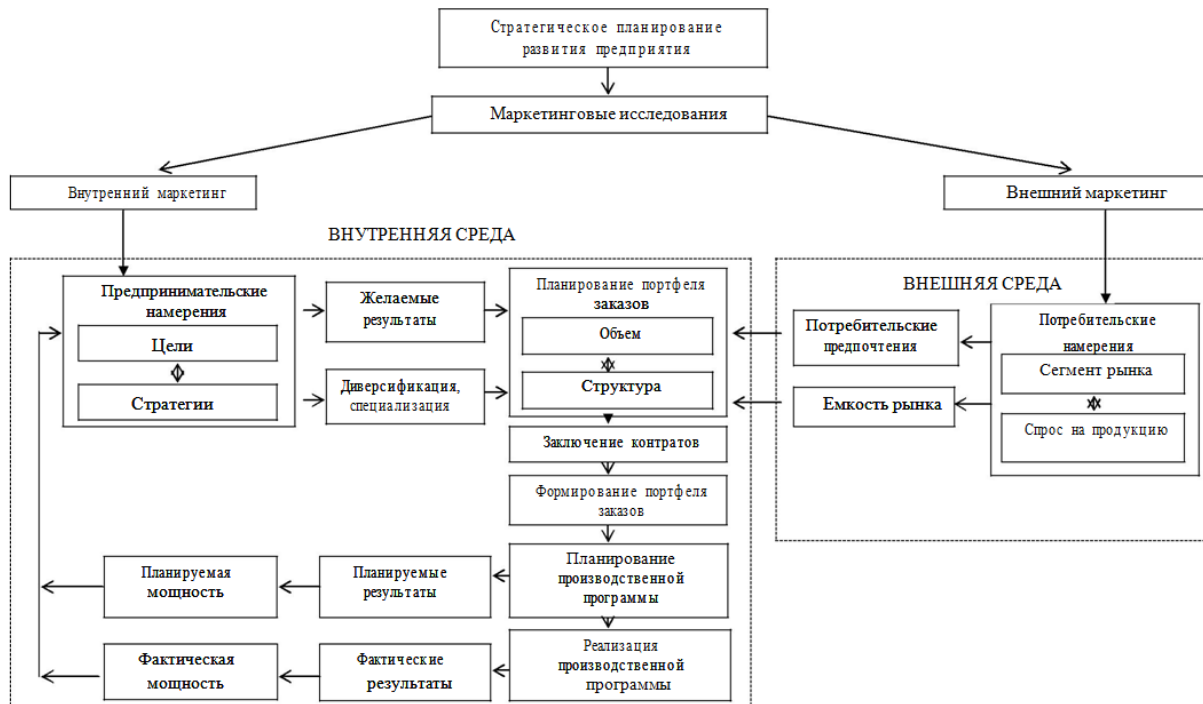 Стратегическое планирование
развития предприятия
Маркетинговые исследования
Внутренний маркетинг
Внешний маркетинг
ВНУТРЕННЯЯ СРЕДА
ВНЕШНЯЯ СРЕДА
Предпринимательские
намерения
Цели
Стратегии
Желаемые
результаты
Диверсификация,
специализация
Планирование портфеля
заказов
Объем
Структура
Потребительские
предпочтения
Емкость рынка
Потребительские
намерения
Сегмент рынка
Спрос на продукцию
Заключение контратов
Формирование портфеля
заказов
Планируемая
мощность
Планируемые
результаты
Планирование
производственной
программы
Фактическая
мощность
Фактические
результаты
Реализация
производственной
программы